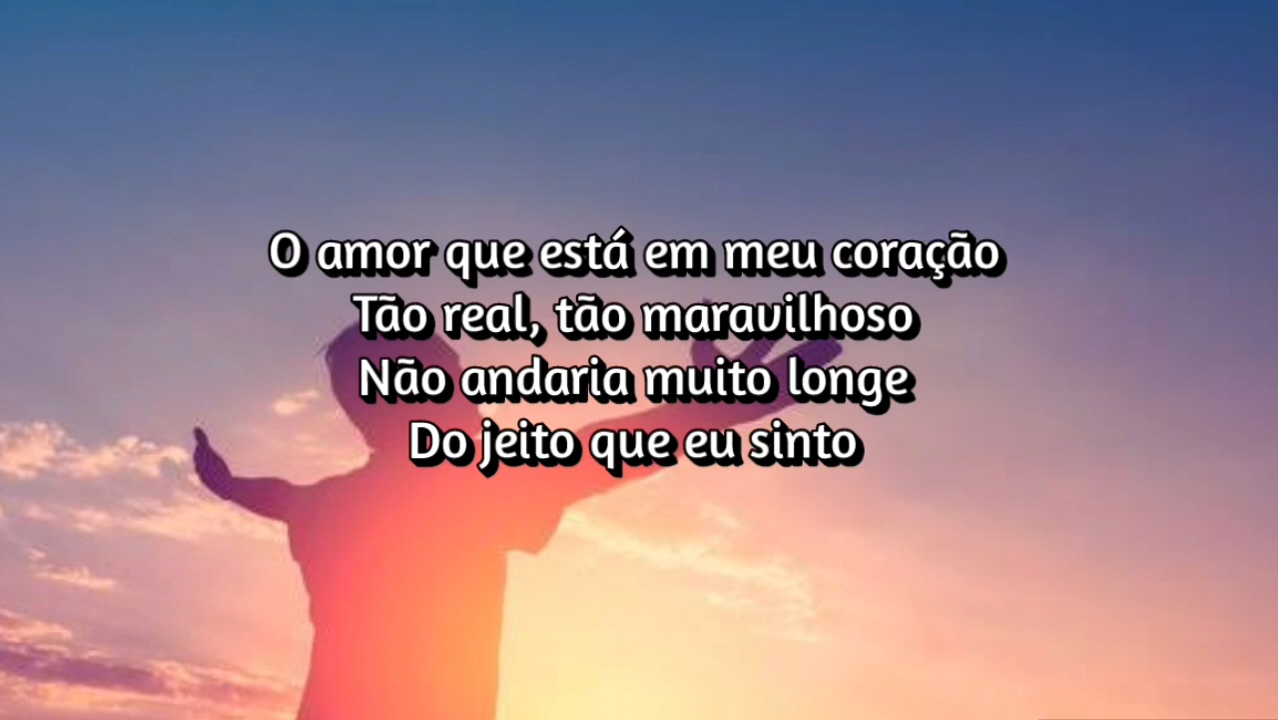 O amor que está em meu coração
Tão real, tão maravilhoso
Não andaria muito longe
Do jeito que eu sinto